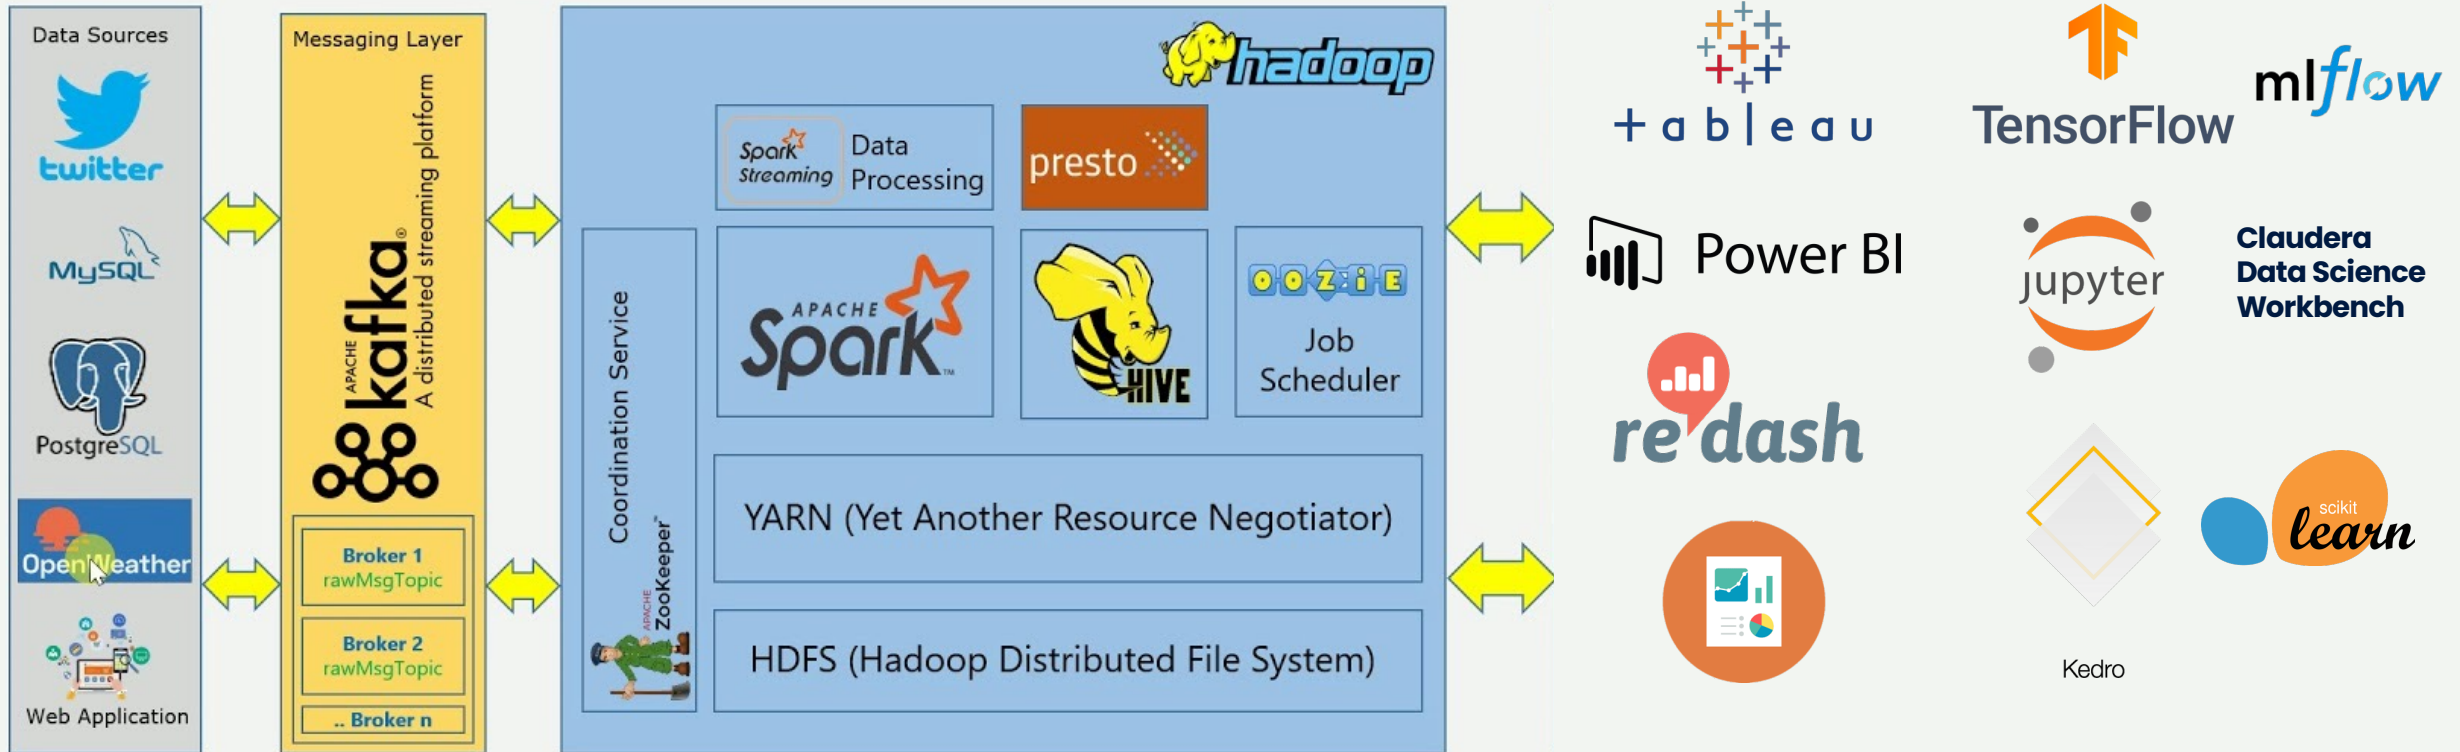 Data Sources
twitter
MySQL
PostgreSQL
OpenWeather
Web Application
Messaging Layer
APACHE
kafka®
A distributed streaming platform
Broker 1
rawMsgTopic
Broker 2
rawMsgTopic
.. Broker n
hadoop
Spark
Streaming
Data
Processing
presto
Coordination Service
APACHE
ZooKeeper™
APACHE
Spark™
HIVE
OOZIE
Job
Scheduler
YARN (Yet Another Resource Negotiator)
HDFS (Hadoop Distributed File System)
+ableau
Power BI
redash
TensorFlow
mlflow
jupyter
Claudera
Data Science
Workbench
Kedro
scikit
learn